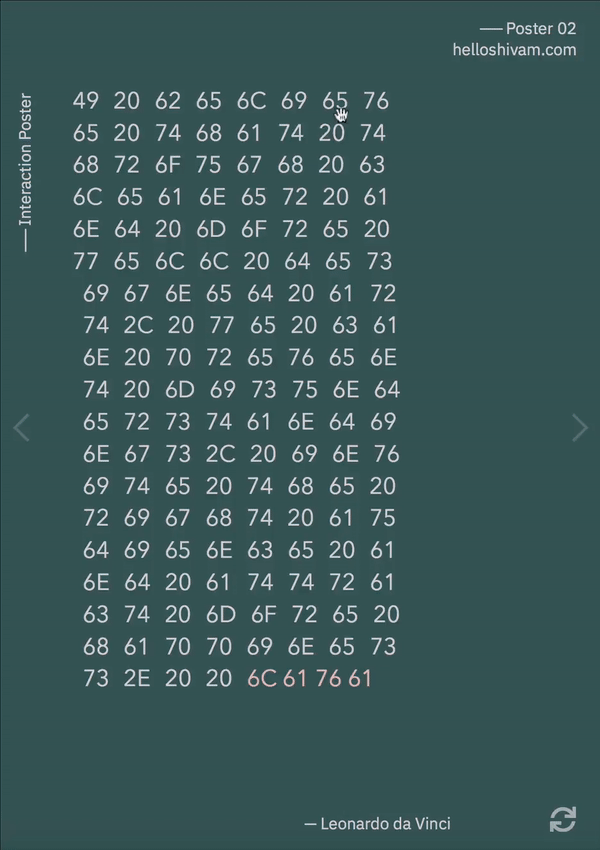 — Poster 02
helloshivam.com
— Interaction Poster
49 20 62 65 6C 69 65 76
65 20 74 68 61 74 20 74
68 72 6F 75 67 68 20 63
6C 65 61 6E 65 72 20 61
6E 64 20 6D 6F 72 65 20
77 65 6C 6C 20 64 65 73
69 67 6E 65 64 20 61 72
74 2C 20 77 65 20 63 61
6E 20 70 72 65 76 65 6E
74 20 6D 69 73 75 6E 64
65 72 73 74 61 6E 64 69
6E 67 73 2C 20 69 6E 76
69 74 65 20 74 68 65 20
72 69 67 68 74 20 61 75
64 69 65 6E 63 65 20 61
6E 64 20 61 74 74 72 61
63 74 20 6D 6F 72 65 20
68 61 70 70 69 6E 65 73
73 2E 20 20 6C 61 76 61
— Leonardo da Vinci